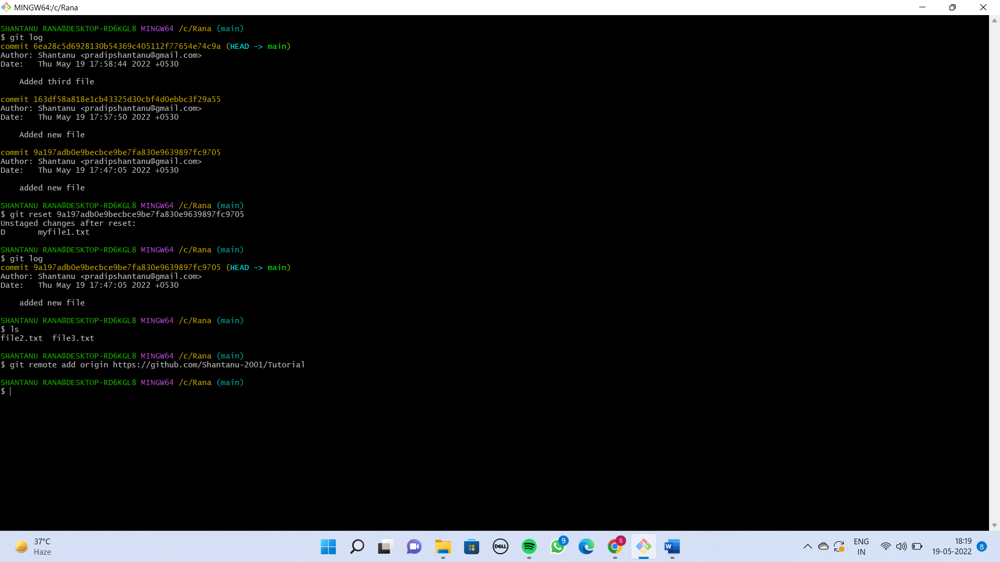 MINGW64:/c/Rana
SHANTANU RANA@DESKTOP-RD6KGL8 MINGW64 /c/Rana (main)
$ git log
commit 6ea28c5d6928130b54369c405112f77654e74c9a (HEAD -> main)
Author: Shantanu <pradipshantanu@gmail.com>
Date:   Thu May 19 17:58:44 2022 +0530
    Added third file
commit 163df58a818e1cb43325d30cbf4d0ebbc3f29a55
Author: Shantanu <pradipshantanu@gmail.com>
Date:   Thu May 19 17:57:50 2022 +0530
    Added new file
commit 9a197adb0e9becbce9be7fa830e9639897fc9705
Author: Shantanu <pradipshantanu@gmail.com>
Date:   Thu May 19 17:47:05 2022 +0530
    added new file
SHANTANU RANA@DESKTOP-RD6KGL8 MINGW64 /c/Rana (main)
$ git reset 9a197adb0e9becbce9be7fa830e9639897fc9705
Unstaged changes after reset:
D       myfile1.txt
SHANTANU RANA@DESKTOP-RD6KGL8 MINGW64 /c/Rana (main)
$ git log
commit 9a197adb0e9becbce9be7fa830e9639897fc9705 (HEAD -> main)
Author: Shantanu <pradipshantanu@gmail.com>
Date:   Thu May 19 17:47:05 2022 +0530
    added new file
SHANTANU RANA@DESKTOP-RD6KGL8 MINGW64 /c/Rana (main)
$ ls
file2.txt  file3.txt
SHANTANU RANA@DESKTOP-RD6KGL8 MINGW64 /c/Rana (main)
$ git remote add origin https://github.com/Shantanu-2001/Tutorial
SHANTANU RANA@DESKTOP-RD6KGL8 MINGW64 /c/Rana (main)
$
37°C
Haze
DELL
9
S
W
ENG
IN
18:19
19-05-2022
8